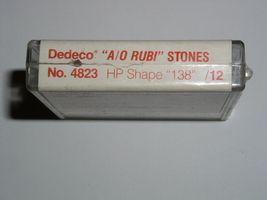 Dedeco® "A/O RUBI" STONES
No. 4823 HP Shape "138" /12